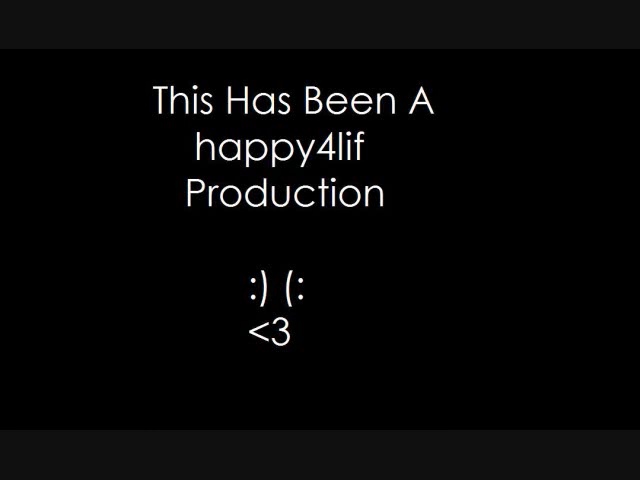 This Has Been A
happy4lif
Production
:) (:
<3